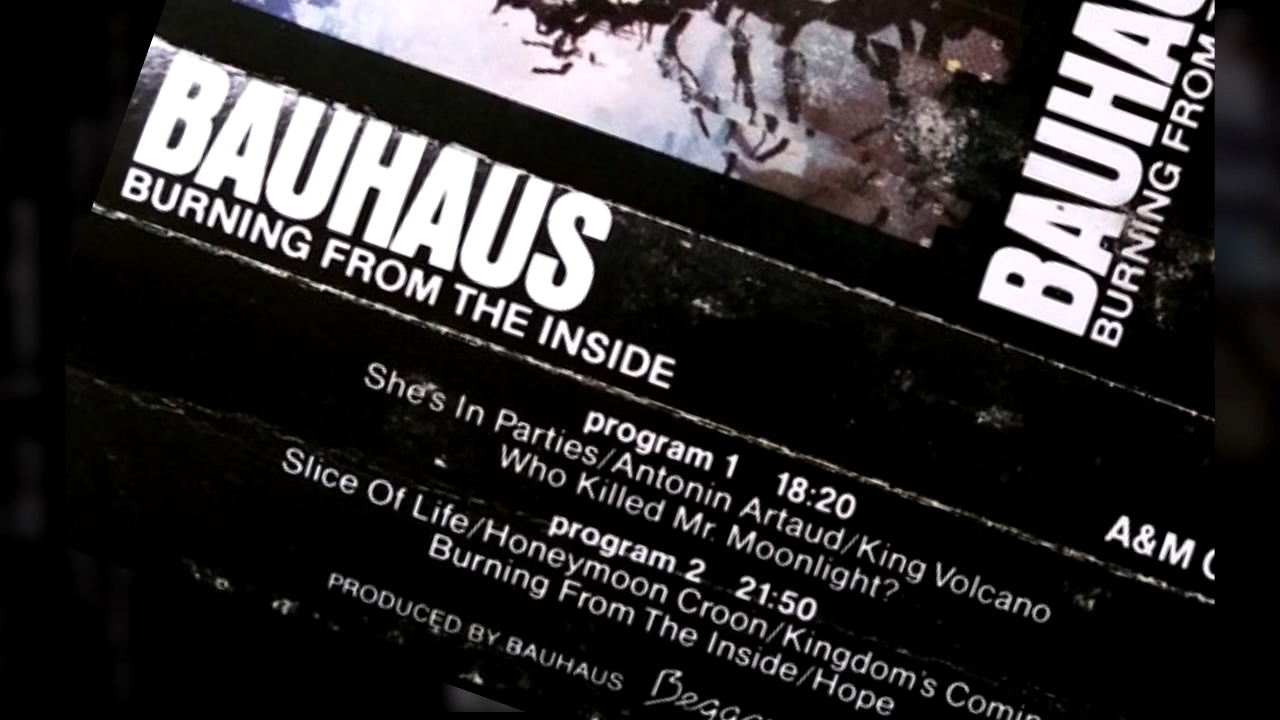 BAUHAUS
BURNING FROM THE INSIDE
program 1 18:20
She's In Parties/Antonin Artaud/King Volcano
Who Killed Mr. Moonlight?
program 2 21:50
Slice Of Life/Honeymoon Croon/Kingdom's Comin
Burning From The Inside/Hope
PRODUCED BY BAUHAUS
A&M
BAUHAU
BURNING FROM